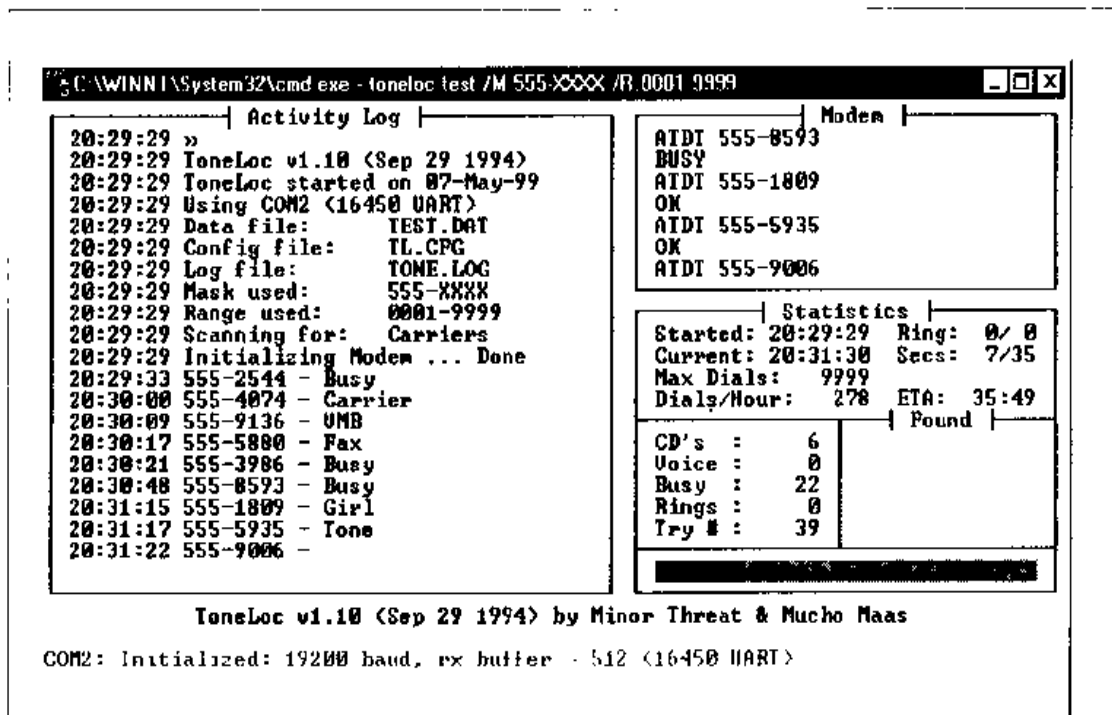 C:\WINNT\System32\cmd exe - toneloc test /M 555-XXXX /R 0001 9999
Activity Log
20:29:29 »
20:29:29 ToneLoc v1.10 (Sep 29 1994)
20:29:29 ToneLoc started on 07-May-99
20:29:29 Using COM2 (16450 UART)
20:29:29 Data file: TEST.DAT
20:29:29 Config file: TL.CFG
20:29:29 Log file: TONE.LOG
20:29:29 Mask used: 555-XXXX
20:29:29 Range used: 0001-9999
20:29:29 Scanning for: Carriers
20:29:29 Initializing Modem ... Done
20:29:33 555-2544 - Busy
20:30:00 555-4074 - Carrier
20:30:09 555-9136 - VMB
20:30:17 555-5880 - Fax
20:30:21 555-3986 - Busy
20:30:48 555-8593 - Busy
20:31:15 555-1809 - Girl
20:31:17 555-5935 - Tone
20:31:22 555-9006 -
Modem
ATDT 555-8593
BUSY
ATDT 555-1809
OK
ATDT 555-5935
OK
ATDT 555-9006
Statistics
Started: 20:29:29 Ring: 0/ 0
Current: 20:31:30 Secs: 7/35
Max Dials: 9999
Dials/Hour: 278 ETA: 35:49
Found
CD's : 6
Voice : 0
Busy : 22
Rings : 0
Try # : 39
ToneLoc v1.10 (Sep 29 1994) by Minor Threat & Mucho Maas
COM2: Initialized: 19200 baud, rx buffer - 512 (16450 UART)